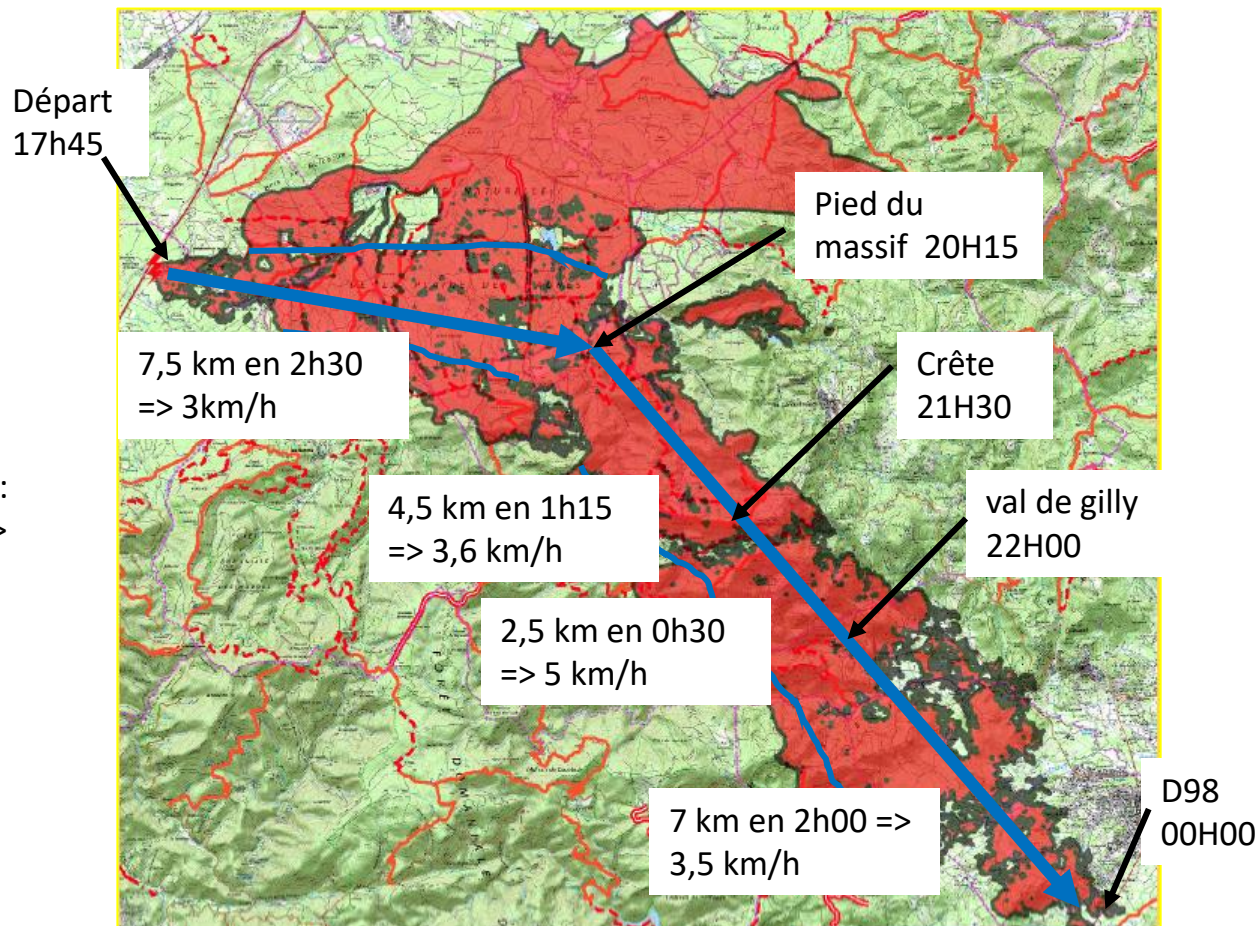 Départ
17h45
Pied du
massif 20H15
7,5 km en 2h30
=> 3km/h
Crête
21H30
:
>
4,5 km en 1h15
=> 3,6 km/h
val de gilly
22H00
2,5 km en 0h30
=> 5 km/h
7 km en 2h00 =>
3,5 km/h
D98
00H00